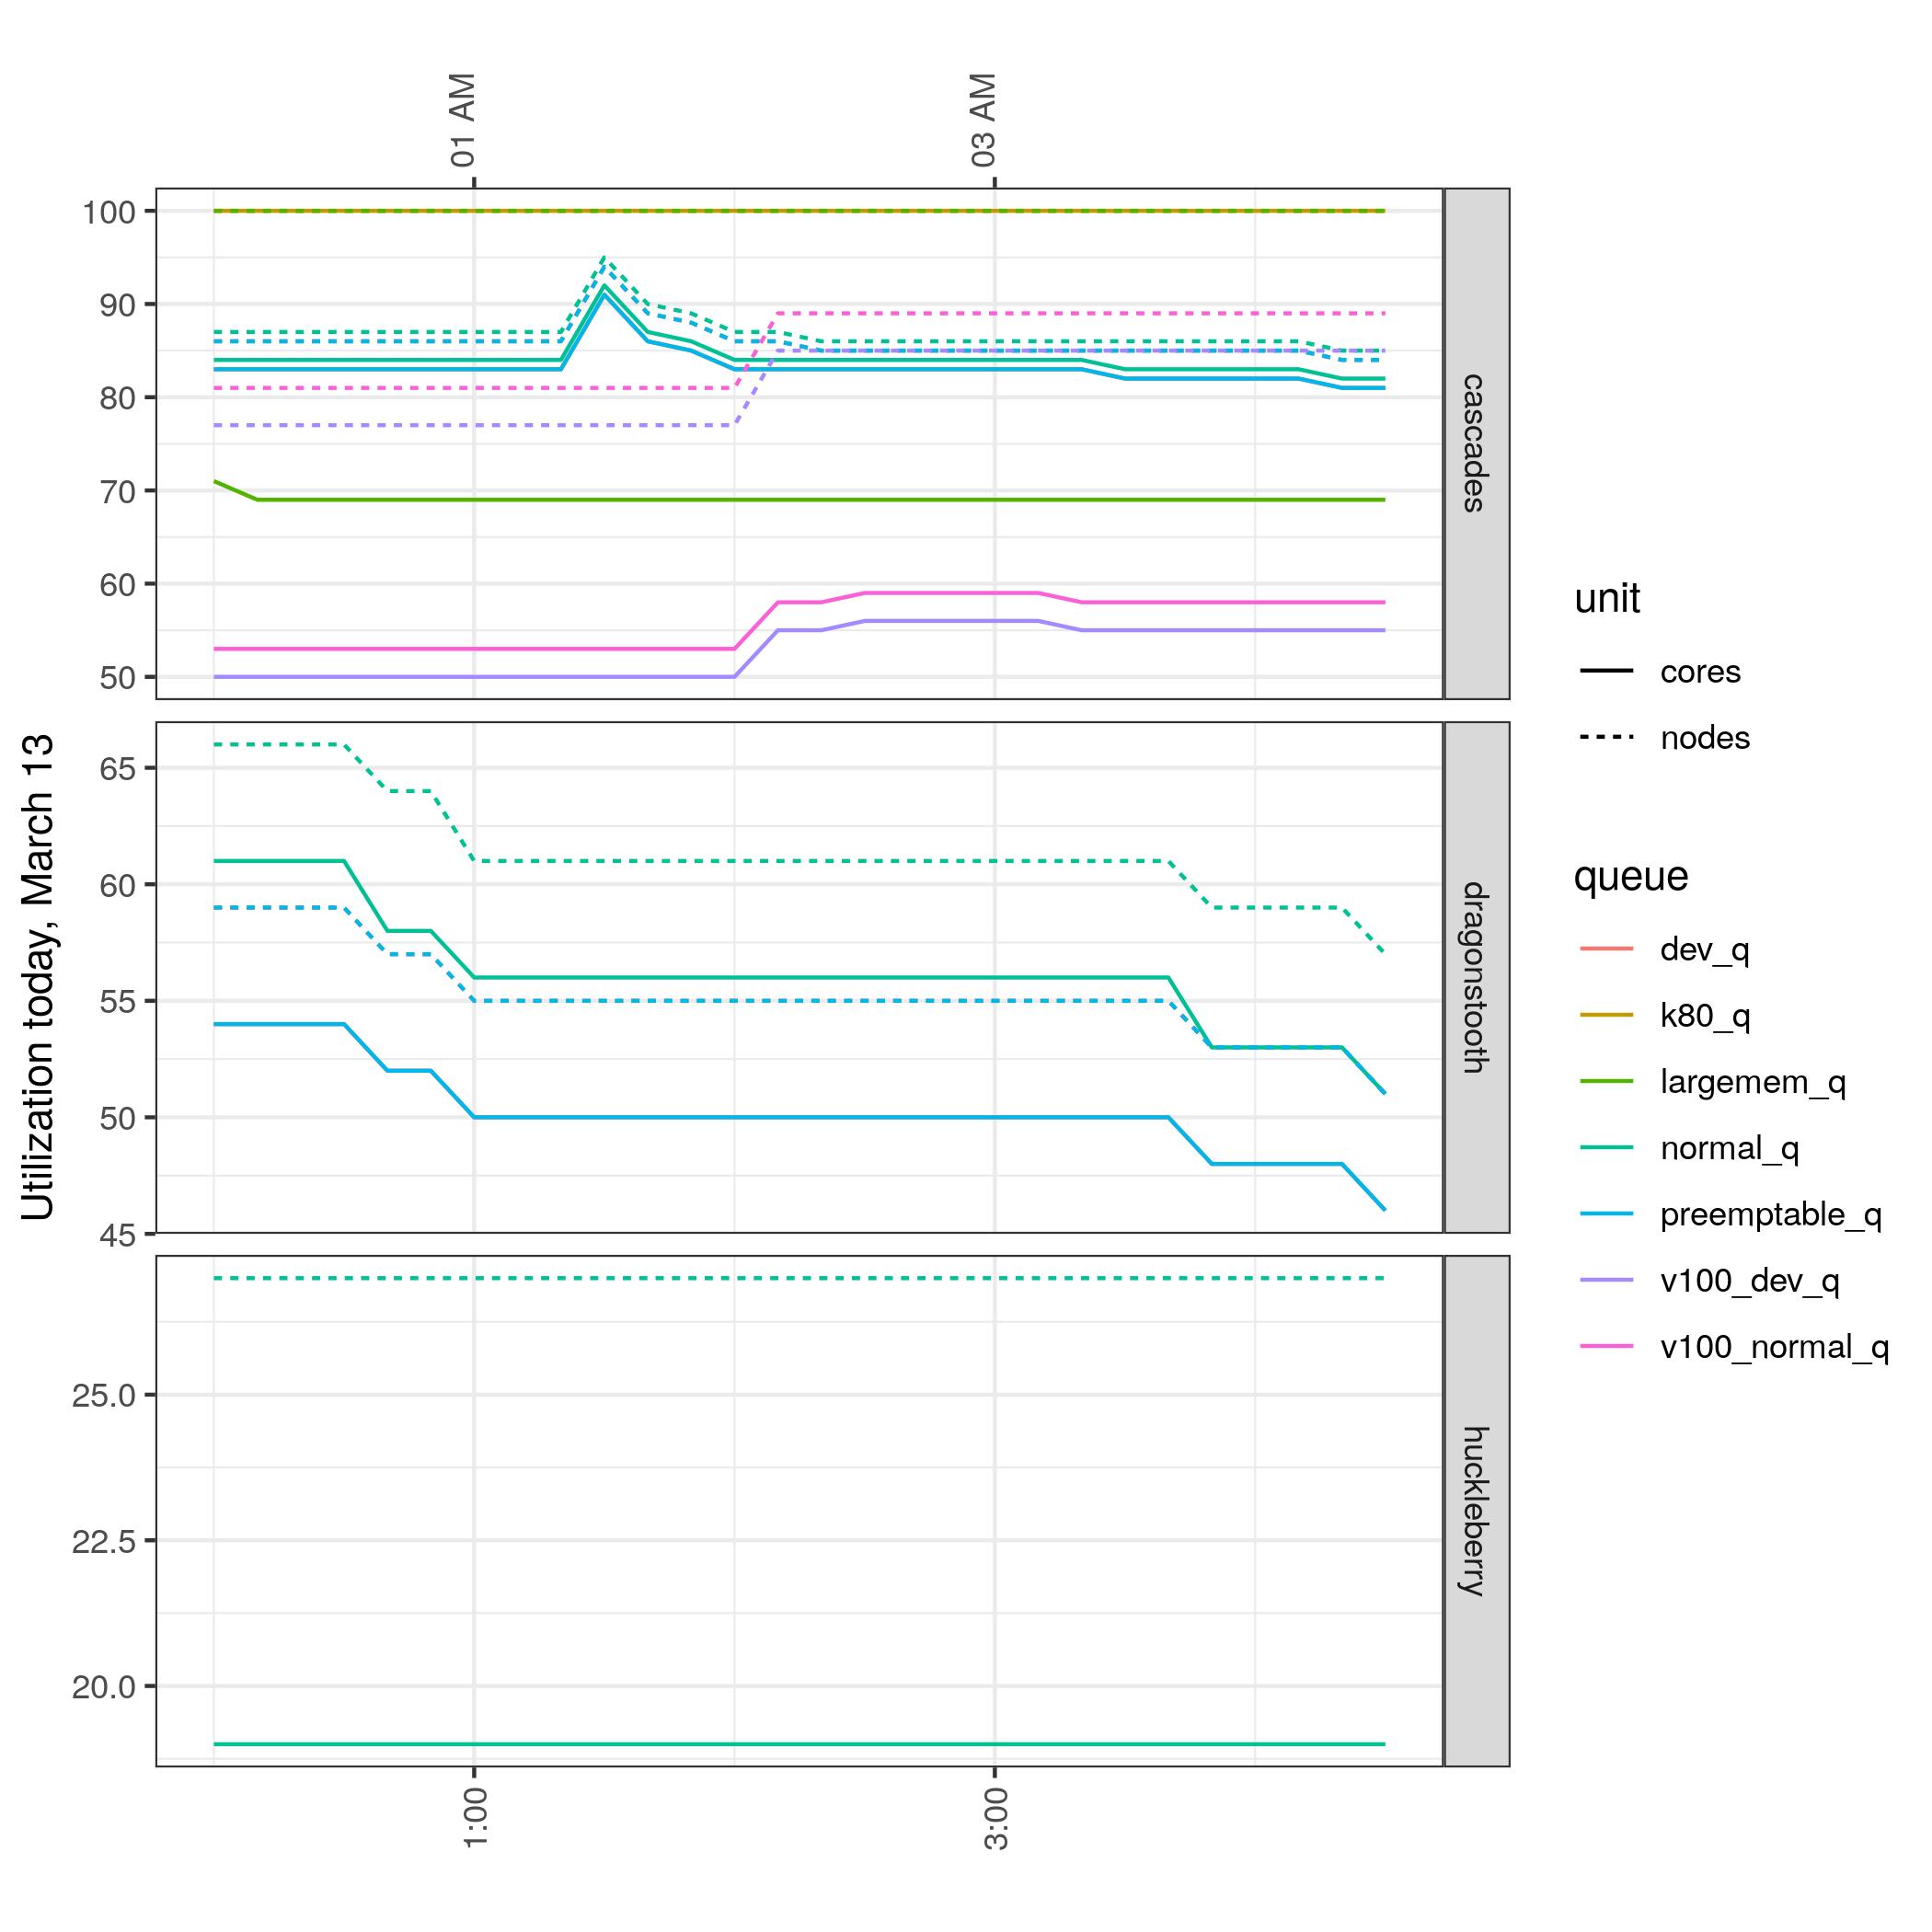 01 AM
03 AM
Utilization today, March 13
100
90
80
70
60
50
cascades
65
60
55
50
45
dragonstooth
25.0
22.5
20.0
huckleberry
1:00
3:00
unit
cores
nodes
queue
dev_q
k80_q
largemem_q
normal_q
preemptable_q
v100_dev_q
v100_normal_q